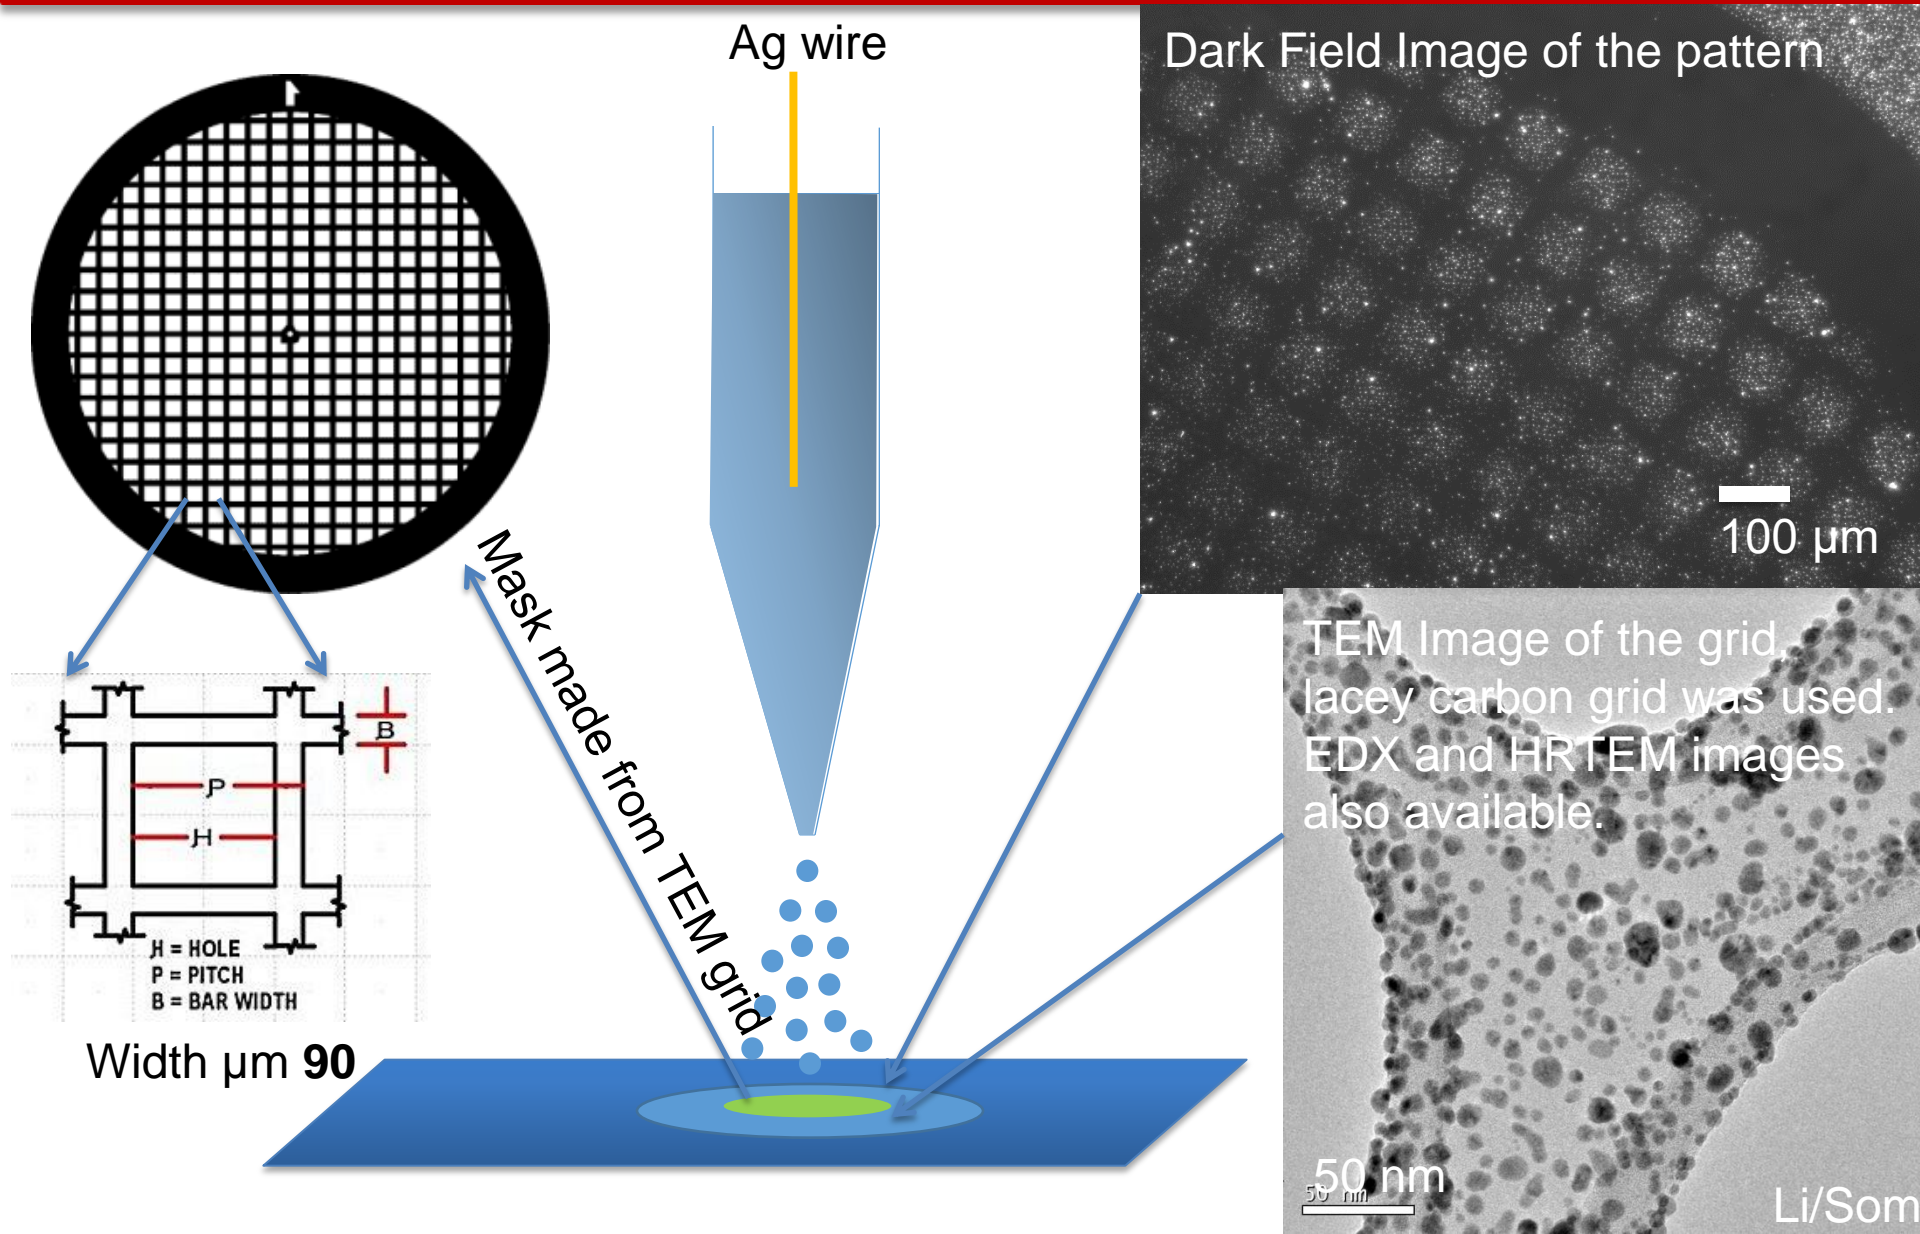 Ag wire
Dark Field Image of the pattern
100 µm
Mask made from TEM grid
TEM Image of the grid,
lacey carbon grid was used.
EDX and HRTEM images
also available.
B
P
H
H = HOLE
P = PITCH
B = BAR WIDTH
Width µm 90
50 nm
50 nm
Li/Som
1